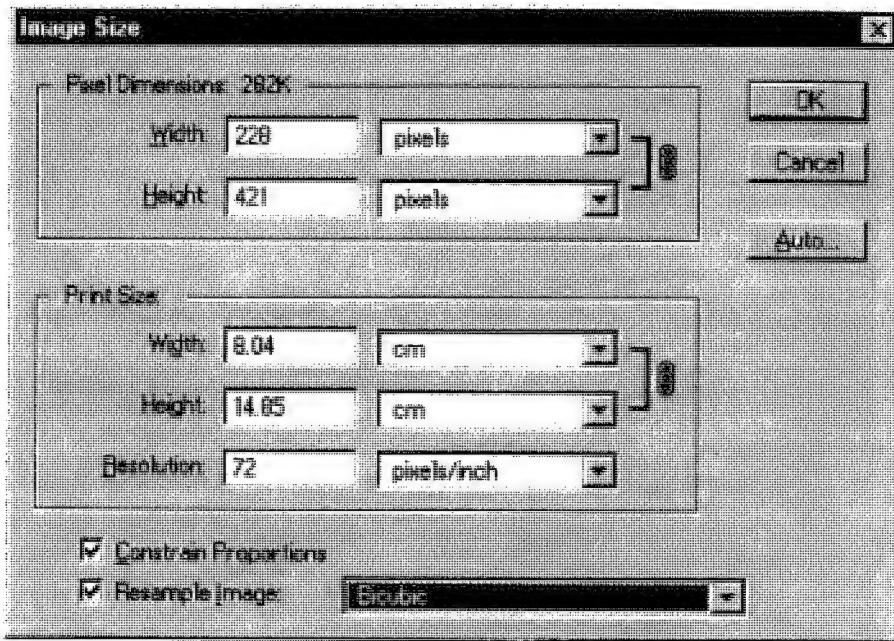 Image Size
Pixel Dimensions: 282K
OK
Width: 228 pixels
Cancel
Height: 421 pixels
Auto...
Print Size:
Width: 8.04 cm
Height: 14.85 cm
Resolution: 72 pixels/inch
Constrain Proportions
Resample Image: Bicubic